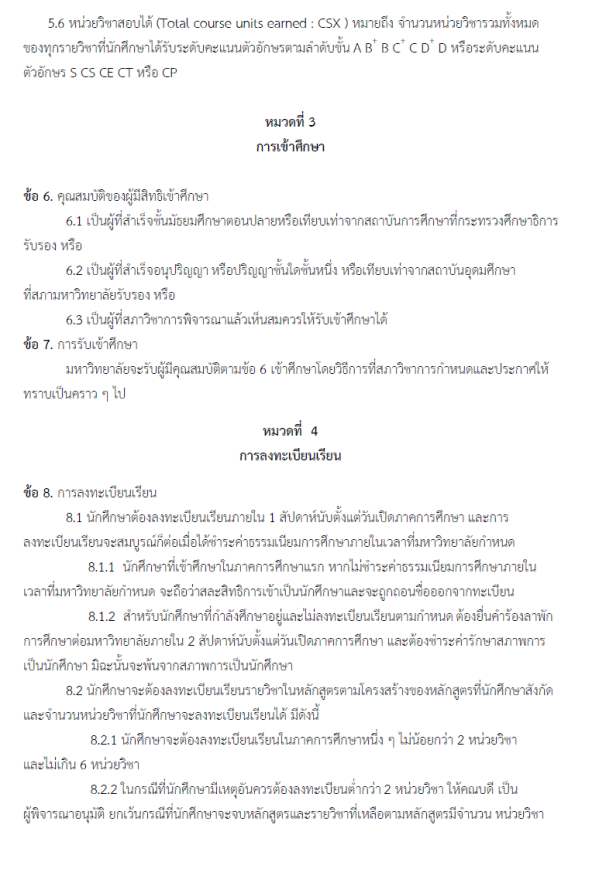 5.6 หน่วยวิชาสอบได้ (Total course units earned : CSX ) หมายถึง จำนวนหน่วยวิชารวมทั้งหมด
ของทุกรายวิชาที่นักศึกษาได้รับระดับคะแนนตัวอักษรตามลำดับขั้น A B⁺ B C⁺ C D⁺ D หรือระดับคะแนน
ตัวอักษร S CS CE CT หรือ CP
หมวดที่ 3
การเข้าศึกษา
ข้อ 6. คุณสมบัติของผู้มีสิทธิเข้าศึกษา
6.1 เป็นผู้ที่สำเร็จชั้นมัธยมศึกษาตอนปลายหรือเทียบเท่าจากสถาบันการศึกษาที่กระทรวงศึกษาธิการ
รับรอง หรือ
6.2 เป็นผู้ที่สำเร็จอนุปริญญา หรือปริญญาชั้นใดชั้นหนึ่ง หรือเทียบเท่าจากสถาบันอุดมศึกษา
ที่สภามหาวิทยาลัยรับรอง หรือ
6.3 เป็นผู้ที่สภาวิชาการพิจารณาแล้วเห็นสมควรให้รับเข้าศึกษาได้
ข้อ 7. การรับเข้าศึกษา
มหาวิทยาลัยจะรับผู้มีคุณสมบัติตามข้อ 6 เข้าศึกษาโดยวิธีการที่สภาวิชาการกำหนดและประกาศให้
ทราบเป็นคราว ๆ ไป
หมวดที่ 4
การลงทะเบียนเรียน
ข้อ 8. การลงทะเบียนเรียน
8.1 นักศึกษาต้องลงทะเบียนเรียนภายใน 1 สัปดาห์นับตั้งแต่วันเปิดภาคการศึกษา และการ
ลงทะเบียนเรียนจะสมบูรณ์ก็ต่อเมื่อได้ชำระค่าธรรมเนียมการศึกษาภายในเวลาที่มหาวิทยาลัยกำหนด
8.1.1 นักศึกษาที่เข้าศึกษาในภาคการศึกษาแรก หากไม่ชำระค่าธรรมเนียมการศึกษาภายใน
เวลาที่มหาวิทยาลัยกำหนด จะถือว่าสละสิทธิการเข้าเป็นนักศึกษาและจะถูกถอนชื่อออกจากทะเบียน
8.1.2 สำหรับนักศึกษาที่กำลังศึกษาอยู่และไม่ลงทะเบียนเรียนตามกำหนด ต้องยื่นคำร้องลาพัก
การศึกษาต่อมหาวิทยาลัยภายใน 2 สัปดาห์นับตั้งแต่วันเปิดภาคการศึกษา และต้องชำระค่ารักษาสภาพการ
เป็นนักศึกษา มิฉะนั้นจะพ้นจากสภาพการเป็นนักศึกษา
8.2 นักศึกษาจะต้องลงทะเบียนเรียนรายวิชาในหลักสูตรตามโครงสร้างของหลักสูตรที่นักศึกษาสังกัด
และจำนวนหน่วยวิชาที่นักศึกษาจะลงทะเบียนเรียนได้ มีดังนี้
8.2.1 นักศึกษาจะต้องลงทะเบียนเรียนในภาคการศึกษาหนึ่ง ๆ ไม่น้อยกว่า 2 หน่วยวิชา
และไม่เกิน 6 หน่วยวิชา
8.2.2 ในกรณีที่นักศึกษามีเหตุอันควรต้องลงทะเบียนต่ำกว่า 2 หน่วยวิชา ให้คณบดี เป็น
ผู้พิจารณาอนุมัติ ยกเว้นกรณีที่นักศึกษาจะจบหลักสูตรและรายวิชาที่เหลือตามหลักสูตรมีจำนวน หน่วยวิชา